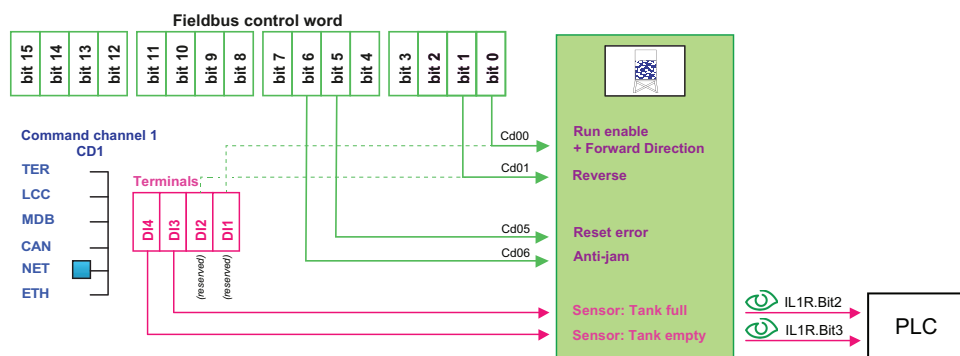 Fieldbus control word
bit 15
bit 14
bit 13
bit 12
bit 11
bit 10
bit 9
bit 8
bit 7
bit 6
bit 5
bit 4
bit 3
bit 2
bit 1
bit 0
Command channel 1
CD1
TER
LCC
MDB
CAN
NET
ETH
Terminals
DI4
DI3
DI2
DI1
(reserved)
(reserved)
Cd00
Cd01
Cd05
Cd06
Run enable
+ Forward Direction
Reverse
Reset error
Anti-jam
Sensor: Tank full
Sensor: Tank empty
IL1R.Bit2
IL1R.Bit3
PLC